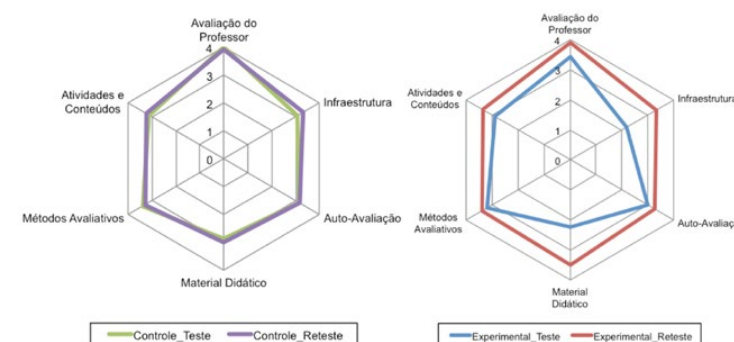 Avaliação do
Professor
4
3
2
1
0
Infraestrutura
Auto-Avaliação
Material Didático
Métodos Avaliativos
Atividades e
Conteúdos
Controle_Teste
Controle_Reteste
Avaliação do
Professor
4
3
2
1
0
Infraestrutura
Auto-Avaliaç
Material
Didático
Métodos
Avaliativos
Atividades e
Conteúdos
Experimental_Teste
Experimental_Reteste